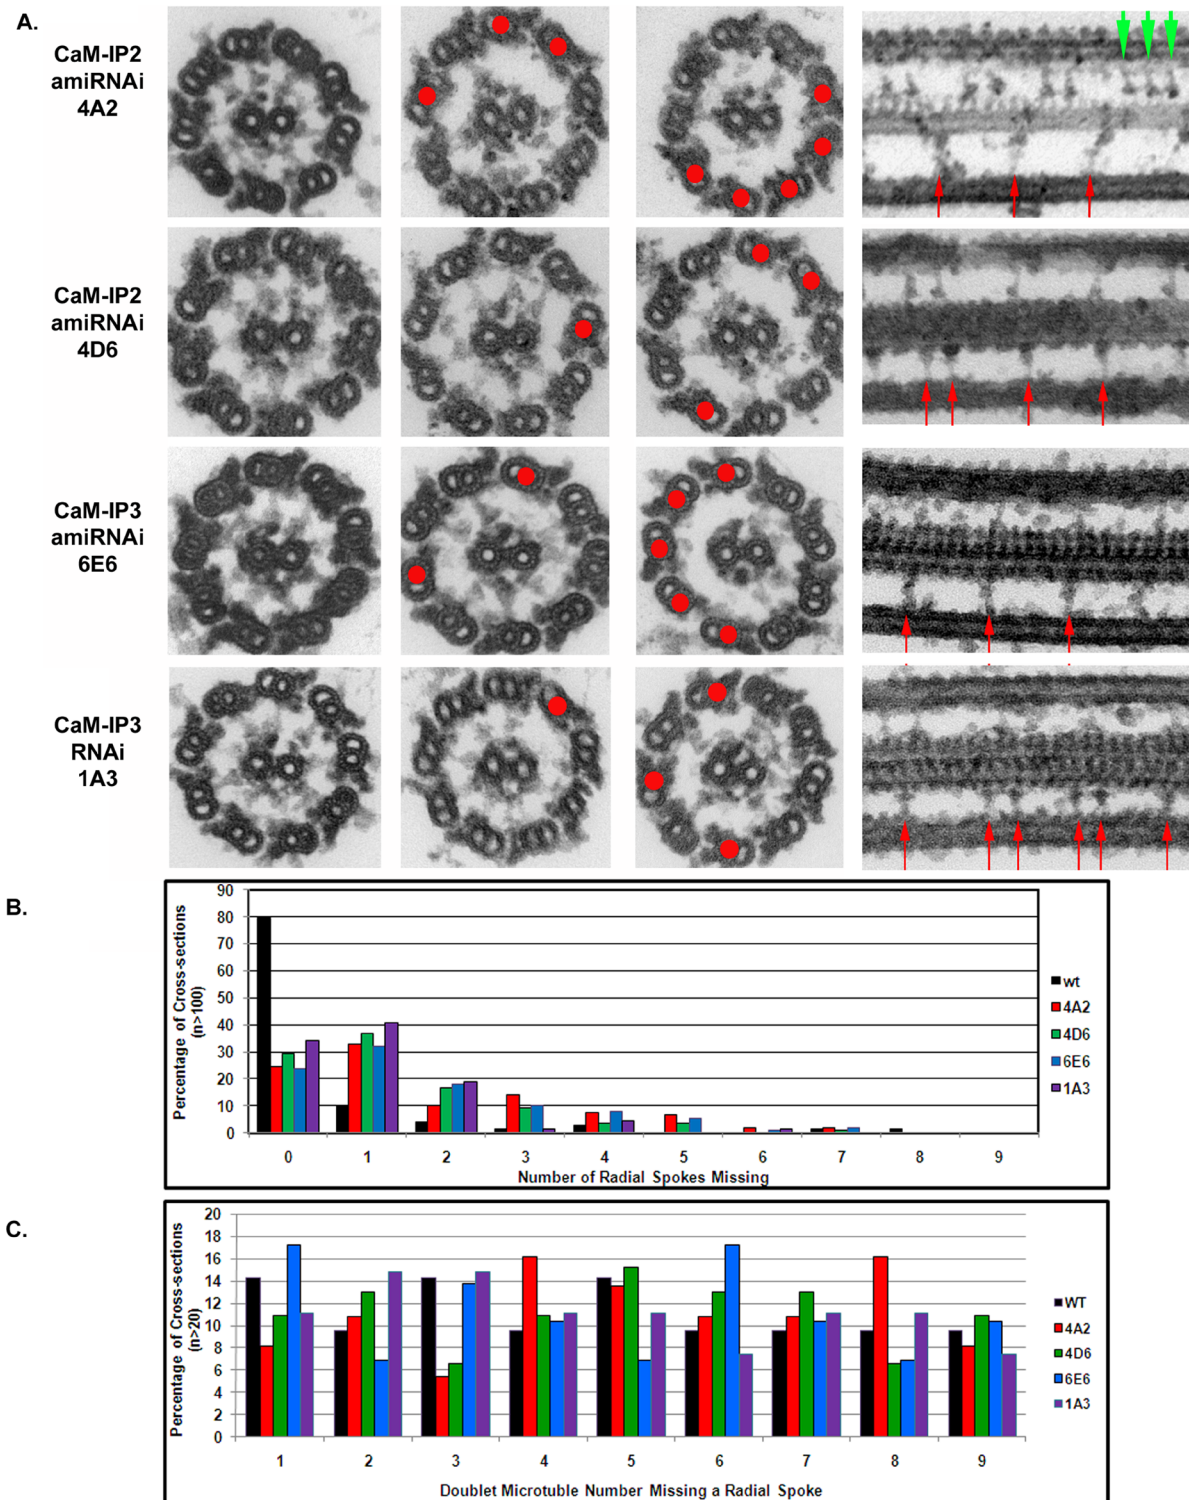 A.
CaM-IP2
amiRNAi
4A2
CaM-IP2
amiRNAi
4D6
CaM-IP3
amiRNAi
6E6
CaM-IP3
RNAi
1A3
B.
Percentage of Cross-sections
(n>100)
90
80
70
60
50
40
30
20
10
0
0 1 2 3 4 5 6 7 8 9
Number of Radial Spokes Missing
wt
4A2
4D6
6E6
1A3
C.
Percentage of Cross-sections
(n>20)
20
18
16
14
12
10
8
6
4
2
0
1 2 3 4 5 6 7 8 9
Doublet Microtuble Number Missing a Radial Spoke
WT
4A2
4D6
6E6
1A3